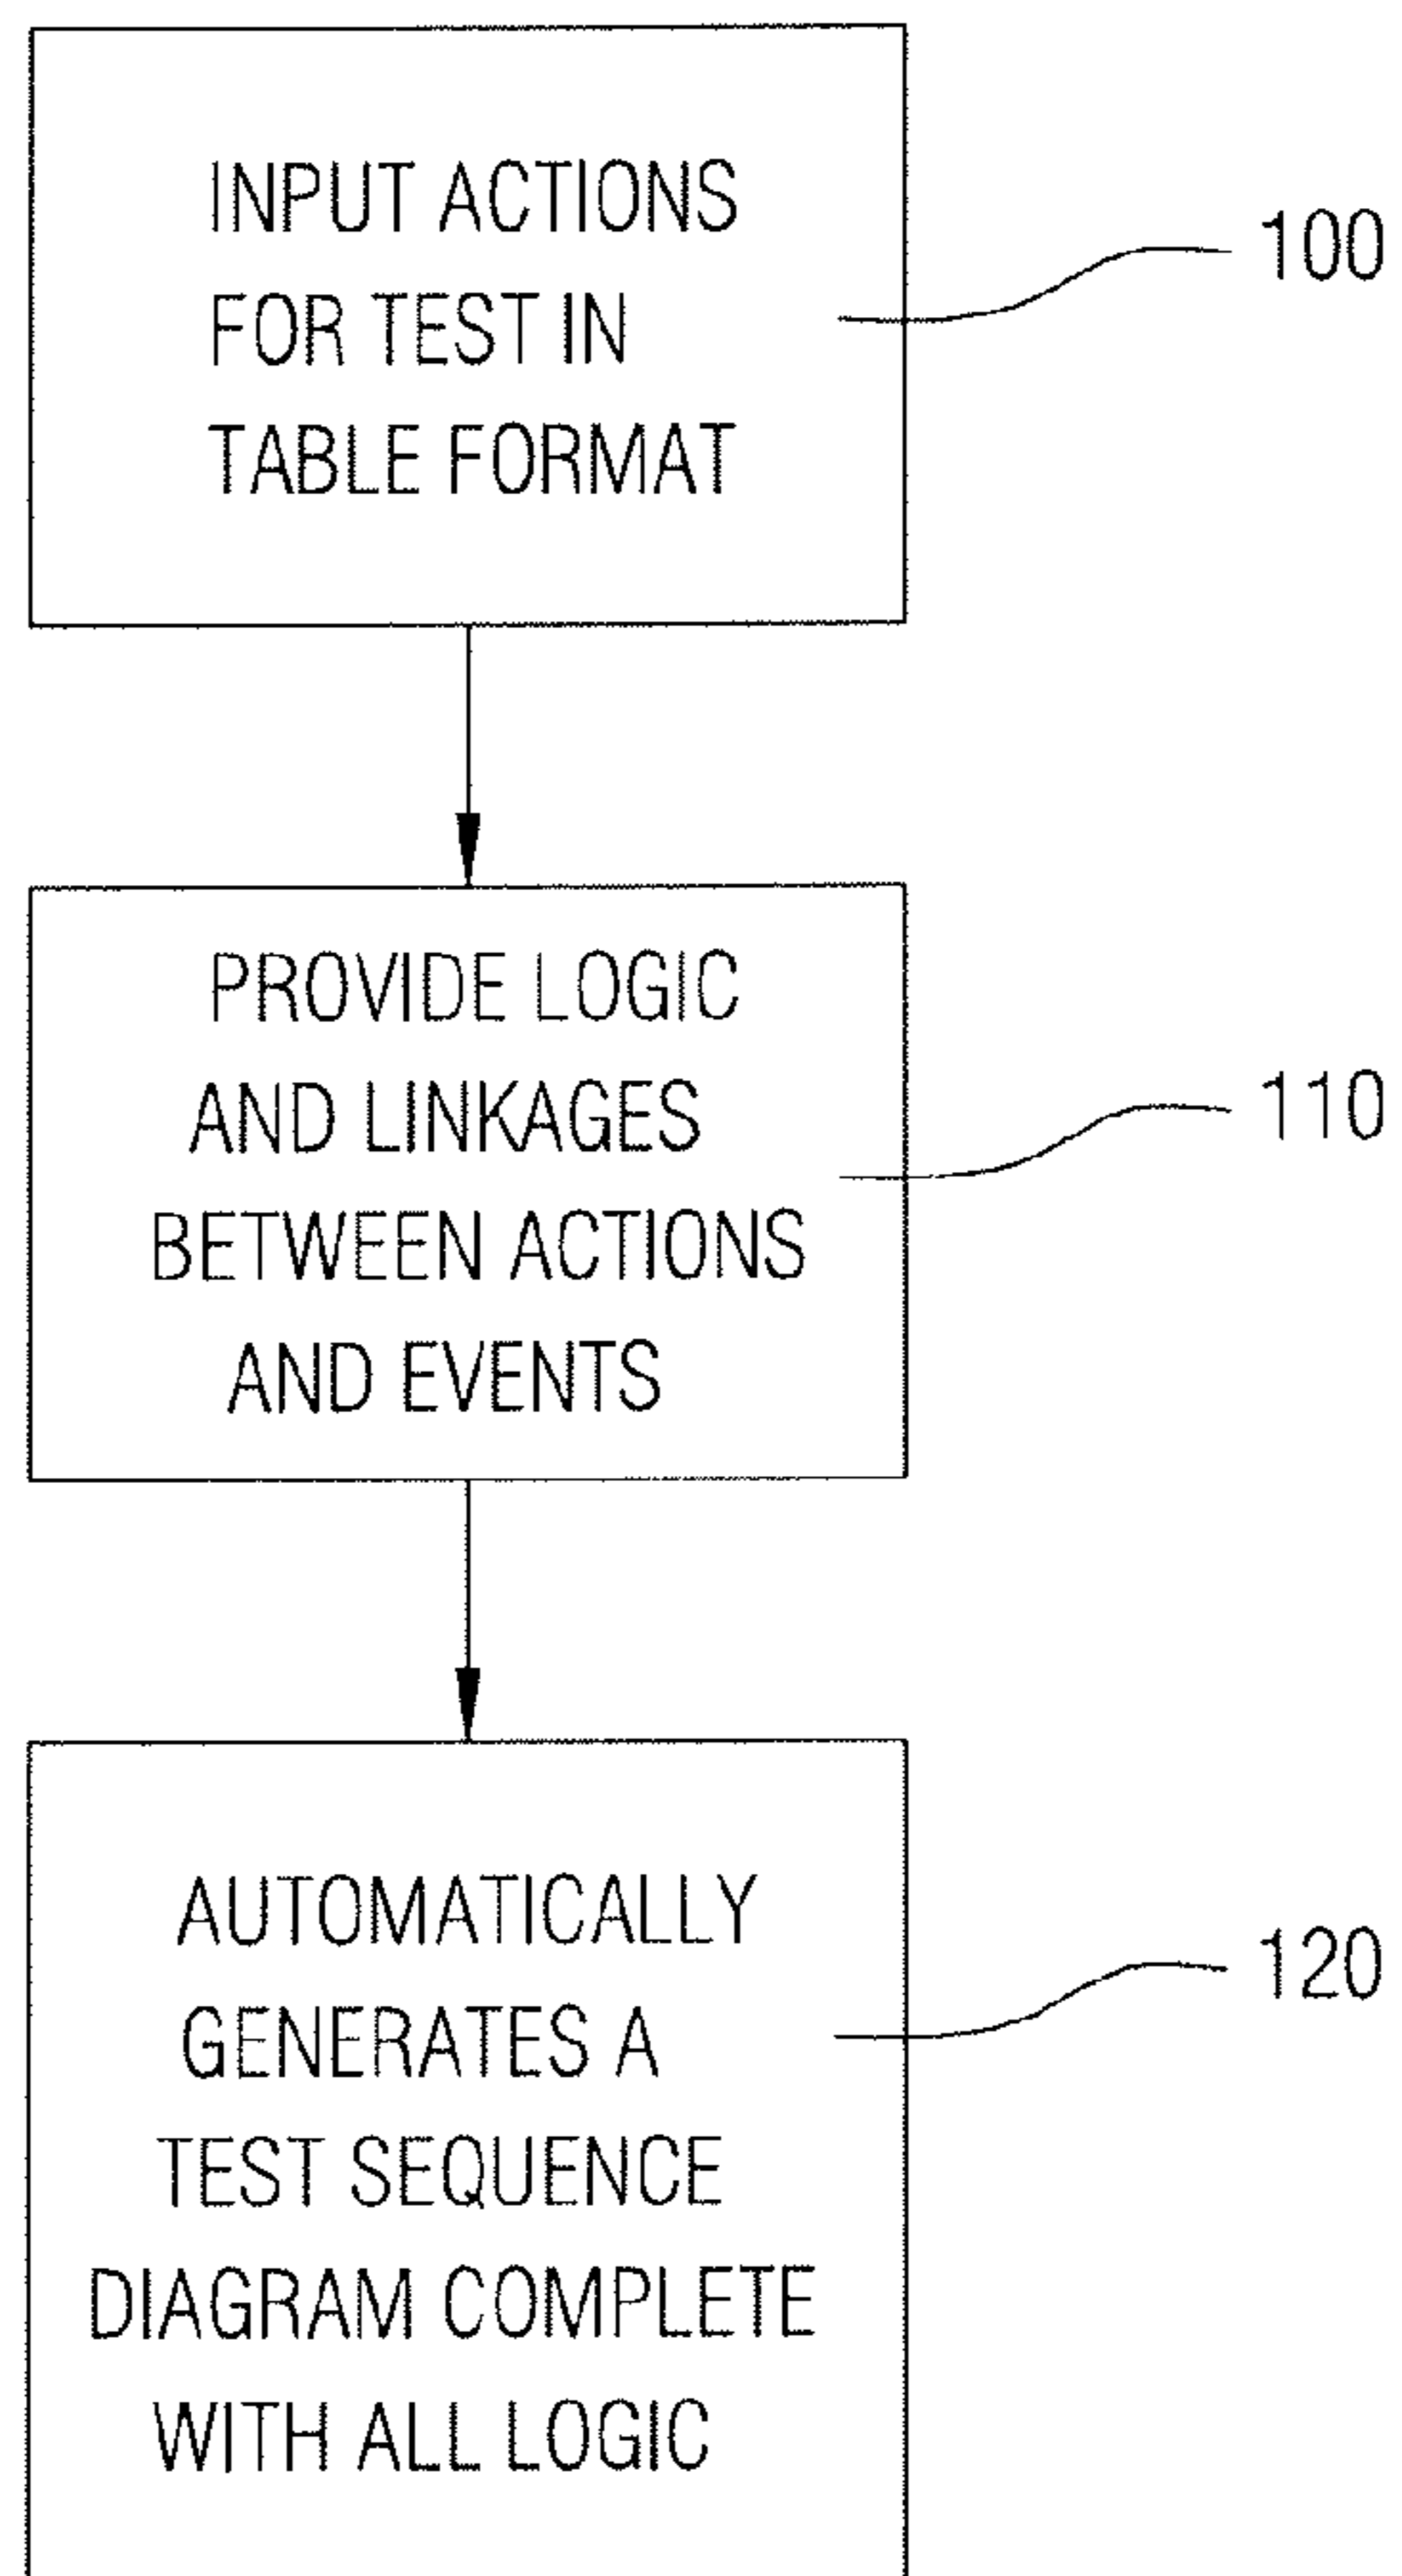 INPUT ACTIONS
FOR TEST IN
TABLE FORMAT
100
PROVIDE LOGIC
AND LINKAGES
BETWEEN ACTIONS
AND EVENTS
110
AUTOMATICALLY
GENERATES A
TEST SEQUENCE
DIAGRAM COMPLETE
WITH ALL LOGIC
120